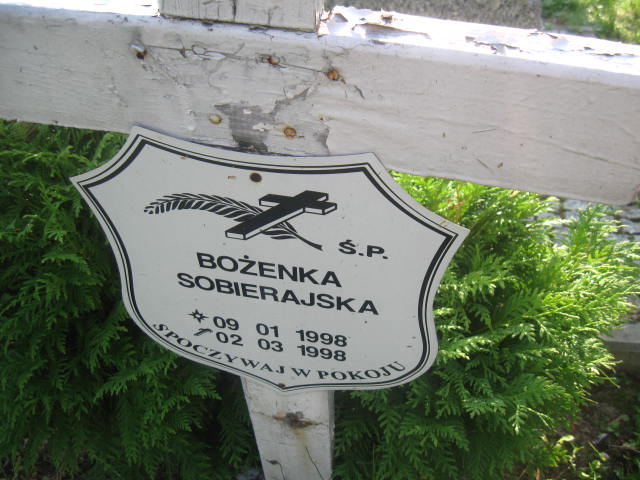 Ś.P.
BOŻENKA
SOBIERAJSKA
09 01 1998
02 03 1998
SPOCZYWAJ W POKOJU